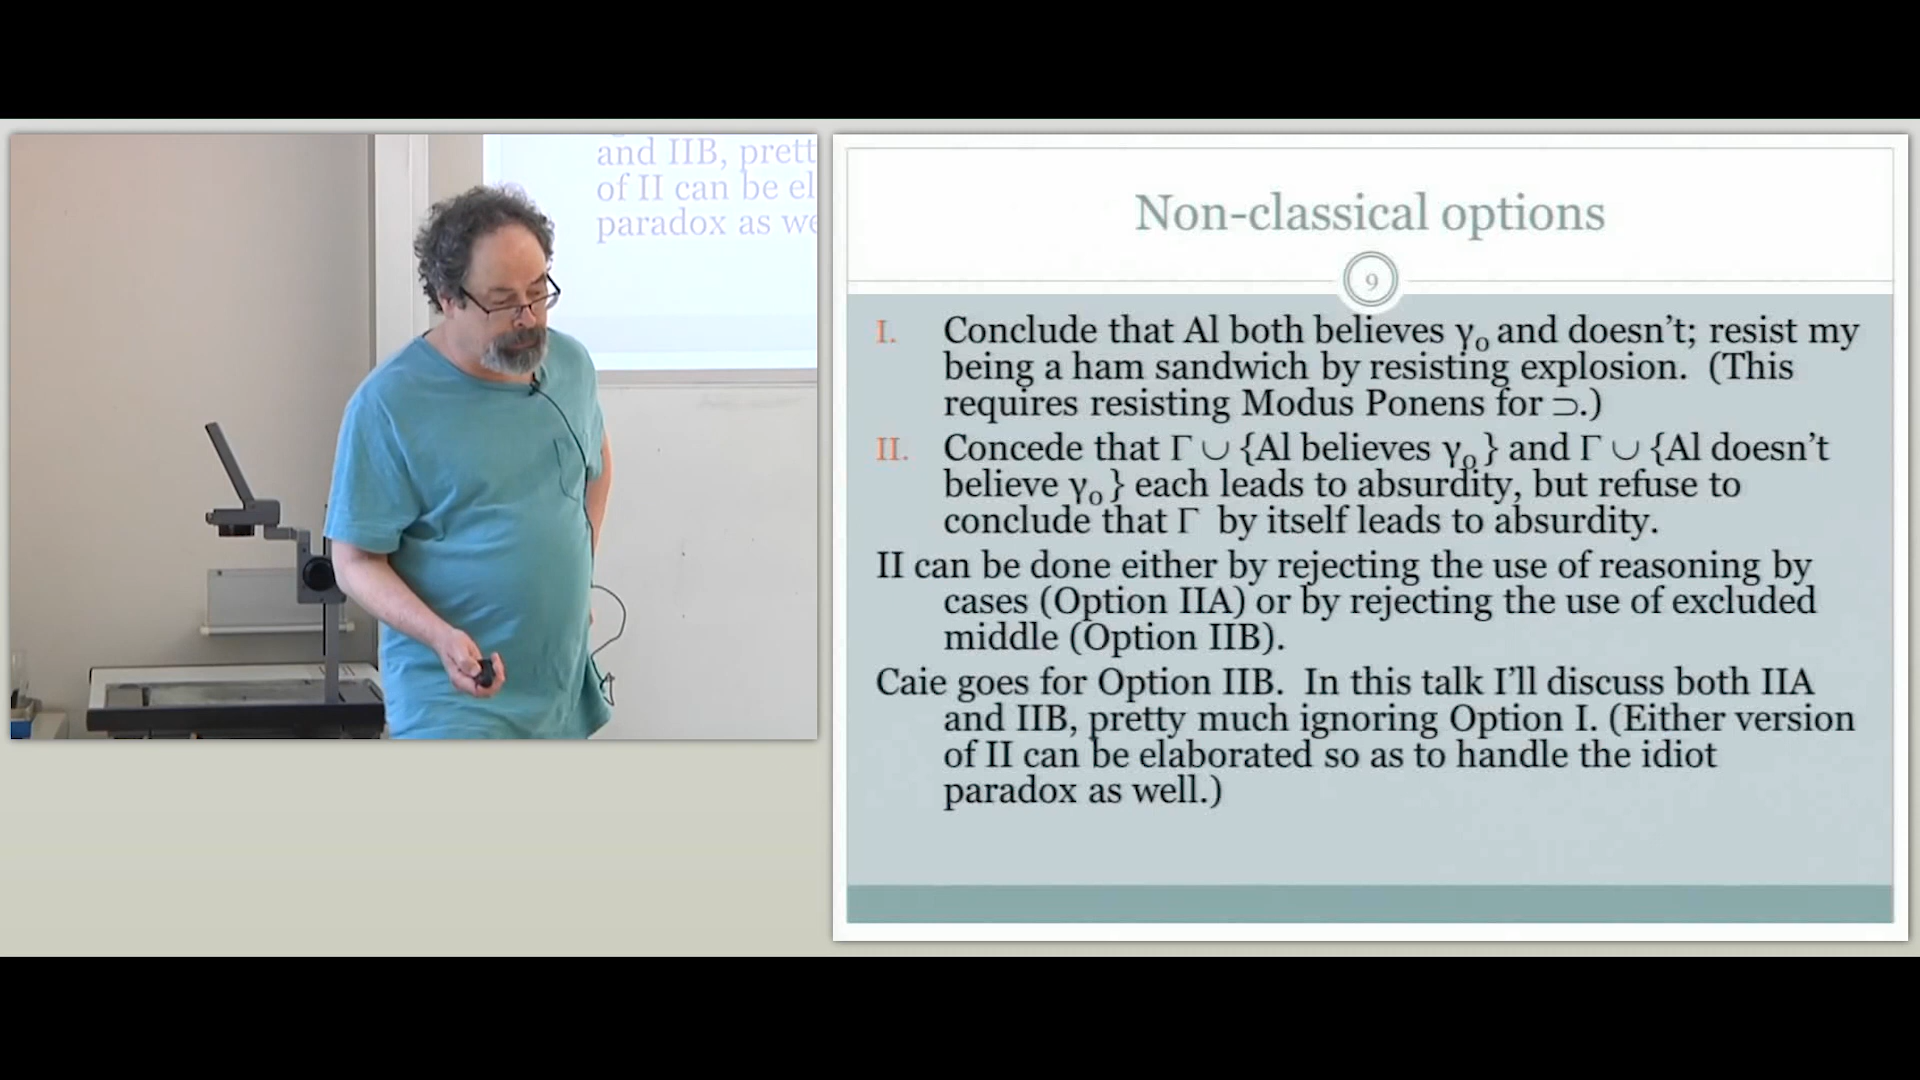 and IIB, prett
of II can be el
paradox as we
Non-classical options
9
I. Conclude that Al both believes γ₀ and doesn't; resist my
being a ham sandwich by resisting explosion. (This
requires resisting Modus Ponens for ⊃.)
II. Concede that Γ ∪ {Al believes γ₀ } and Γ ∪ {Al doesn't
believe γ₀ } each leads to absurdity, but refuse to
conclude that Γ by itself leads to absurdity.
II can be done either by rejecting the use of reasoning by
cases (Option IIA) or by rejecting the use of excluded
middle (Option IIB).
Caie goes for Option IIB. In this talk I'll discuss both IIA
and IIB, pretty much ignoring Option I. (Either version
of II can be elaborated so as to handle the idiot
paradox as well.)